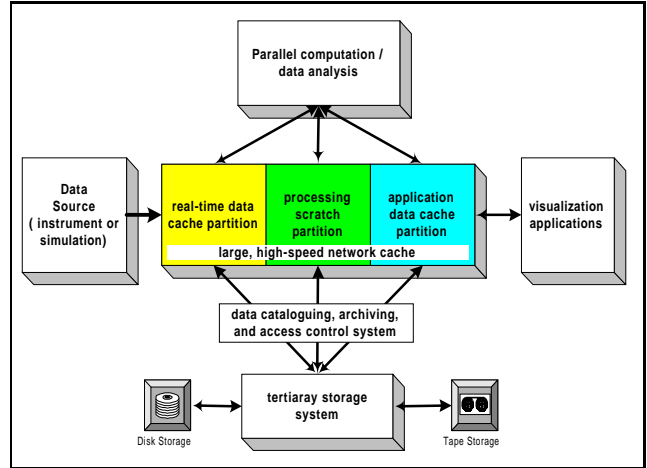 Parallel computation /
data analysis
Data
Source
( instrument or
simulation)
real-time data
cache partition
processing
scratch
partition
application
data cache
partition
visualization
applications
large, high-speed network cache
data cataloguing, archiving,
and access control system
tertiaray storage
system
Disk Storage
Tape Storage